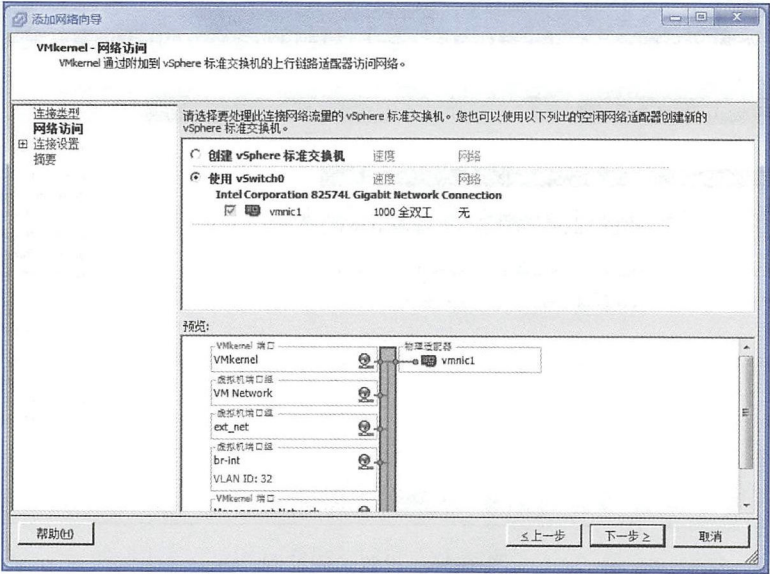 添加网络向导
VMkernel - 网络访问
VMkernel 通过附加到 vSphere 标准交换机的上行链路适配器访问网络。
连接类型
网络访问
连接设置
摘要
请选择要处理此连接网络流量的 vSphere 标准交换机。您也可以使用以下列出的空闲网络适配器创建新的
vSphere 标准交换机。
创建 vSphere 标准交换机 速度 网络
使用 vSwitch0 速度 网络
Intel Corporation 82574L Gigabit Network Connection
vmnic1 1000 全双工 无
预览:
VMkernel 端口 物理适配器
VMkernel vmnic1
虚拟机端口组
VM Network
虚拟机端口组
ext_net
虚拟机端口组
br-int
VLAN ID: 32
VMkernel 端口
Management Network
帮助(H) ≤上一步 下一步≥ 取消